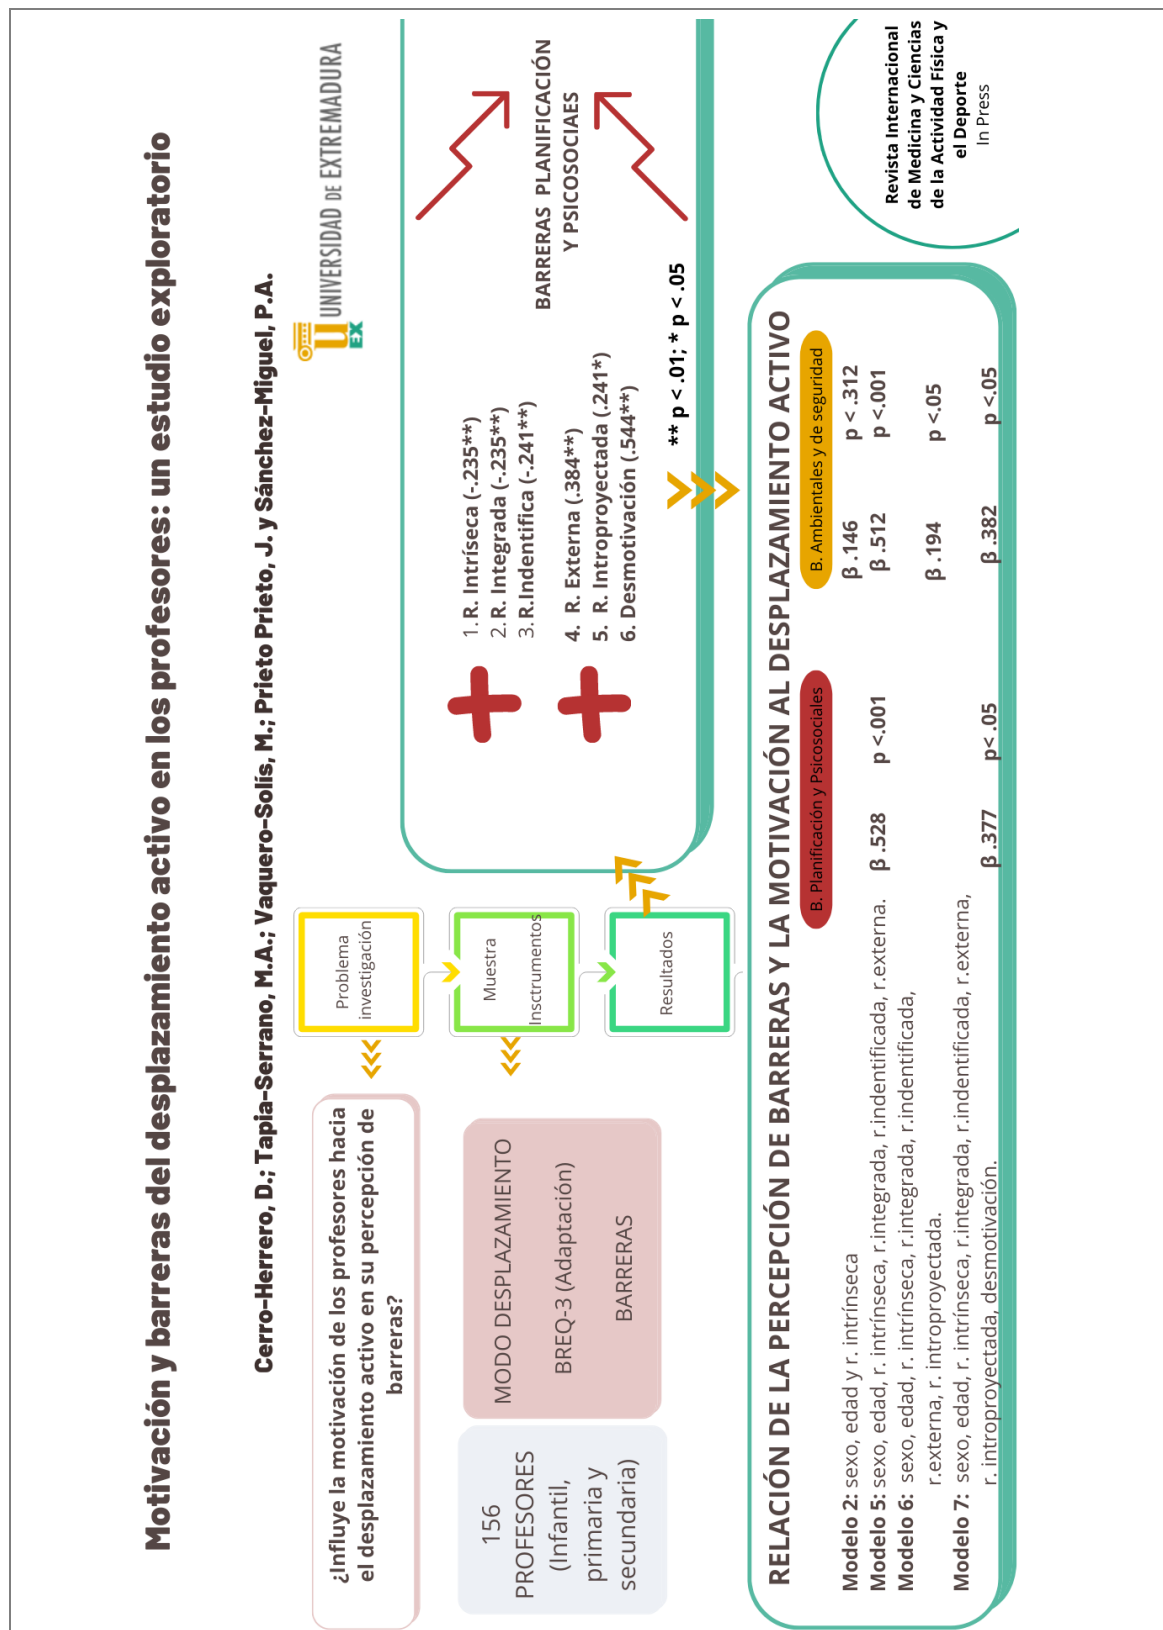 Motivación y barreras del desplazamiento activo en los profesores: un estudio exploratorio
Cerro-Herrero, D.; Tapia-Serrano, M.A.; Vaquero-Solís, M.; Prieto Prieto, J. y Sánchez-Miguel, P.A.
UNIVERSIDAD DE EXTREMADURA
UEX
¿Influye la motivación de los profesores hacia
el desplazamiento activo en su percepción de
barreras?
Problema
investigación
156
PROFESORES
(Infantil,
primaria y
secundaria)
MODO DESPLAZAMIENTO
BREQ-3 (Adaptación)
BARRERAS
Muestra
Insctrumentos
Resultados
1. R. Intríseca (-.235**)
2. R. Integrada (-.235**)
3. R.Indentifica (-.241**)
4. R. Externa (.384**)
5. R. Introproyectada (.241*)
6. Desmotivación (.544**)
BARRERAS PLANIFICACIÓN
Y PSICOSOCIAES
** p < .01; * p < .05
RELACIÓN DE LA PERCEPCIÓN DE BARRERAS Y LA MOTIVACIÓN AL DESPLAZAMIENTO ACTIVO
B. Planificación y Psicosociales
B. Ambientales y de seguridad
Modelo 2: sexo, edad y r. intrínseca β .146 p < .312
Modelo 5: sexo, edad, r. intrínseca, r.integrada, r.indentificada, r.externa. β .528 p <.001 β .512 p <.001
Modelo 6: sexo, edad, r. intrínseca, r.integrada, r.indentificada,
r.externa, r. introproyectada. β .194 p <.05
Modelo 7: sexo, edad, r. intrínseca, r.integrada, r.indentificada, r.externa,
r. introproyectada, desmotivación. β .377 p< .05 β .382 p <.05
Revista Internacional
de Medicina y Ciencias
de la Actividad Física y
el Deporte
In Press